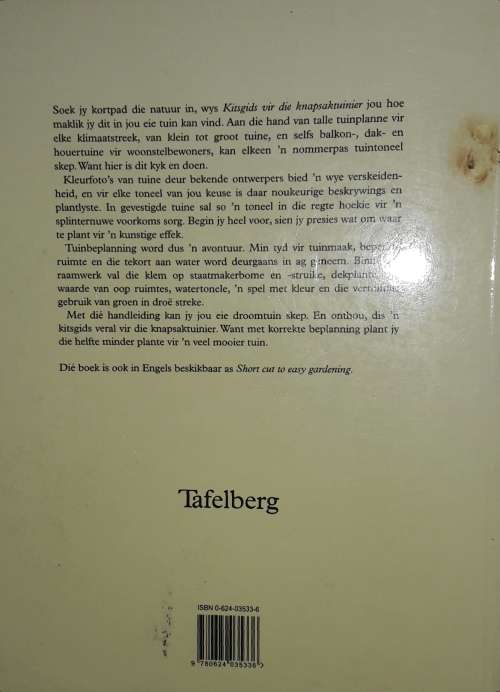 Soek jy kortpad die natuur in, wys Kitsgids vir die knapsaktuinier jou hoe
maklik jy dit in jou eie tuin kan vind. Aan die hand van talle tuinplanne vir
elke klimaatstreek, van klein tot groot tuine, en selfs balkon-, dak- en
houertuine vir woonstelbewoners, kan elkeen 'n nommerpas tuintoneel
skep. Want hier is dit kyk en doen.
Kleurfoto's van tuine deur bekende ontwerpers bied 'n wye verskeiden-
heid, en vir elke toneel van jou keuse is daar noukeurige beskrywings en
plantlyste. In gevestigde tuine sal so 'n toneel in die regte hoekie vir 'n
splinternuwe voorkoms sorg. Begin jy heel voor, sien jy presies wat om waar
te plant vir 'n kunstige effek.
Tuinbeplanning word dus 'n avontuur. Min tyd vir tuinmaak, beperkte
ruimte en die tekort aan water word deurgaans in ag geneem.
raamwerk val die klem op staatmakerbome en -struike, dekplante,
waarde van oop ruimtes, watertonele, 'n spel met kleur en die
gebruik van groen in droë streke.
Met dié handleiding kan jy jou eie droomtuin skep. En onthou, dis 'n
kitsgids veral vir die knapsaktuinier. Want met korrekte beplanning plant jy
die helfte minder plante vir 'n veel mooier tuin.
Dié boek is ook in Engels beskikbaar as Short cut to easy gardening.
Tafelberg
ISBN 0-624-03533-6
9 780624 035336